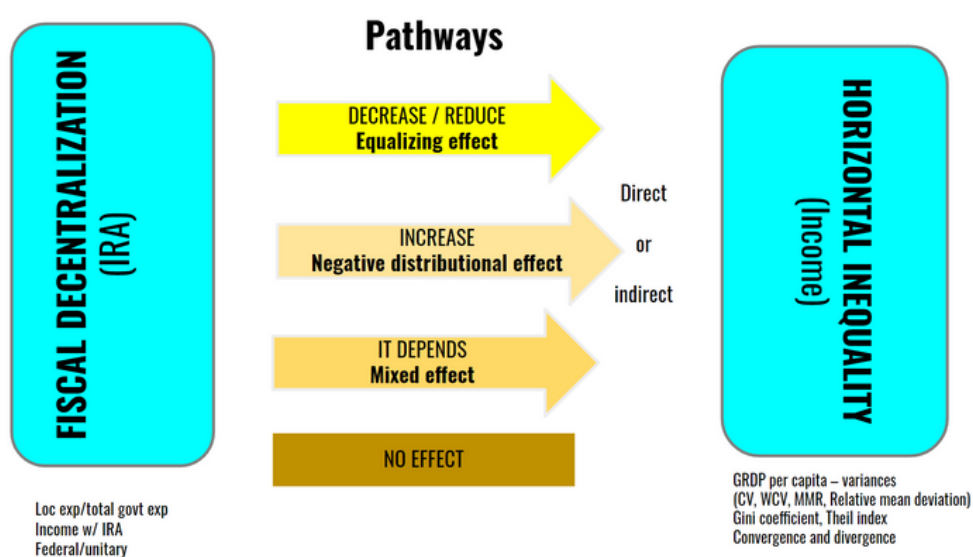 Pathways
FISCAL DECENTRALIZATION
(IRA)
DECREASE / REDUCE
Equalizing effect
INCREASE
Negative distributional effect
IT DEPENDS
Mixed effect
NO EFFECT
Direct
or
indirect
HORIZONTAL INEQUALITY
(Income)
Loc exp/total govt exp
Income w/ IRA
Federal/unitary
GRDP per capita – variances
(CV, WCV, MMR, Relative mean deviation)
Gini coefficient, Theil index
Convergence and divergence